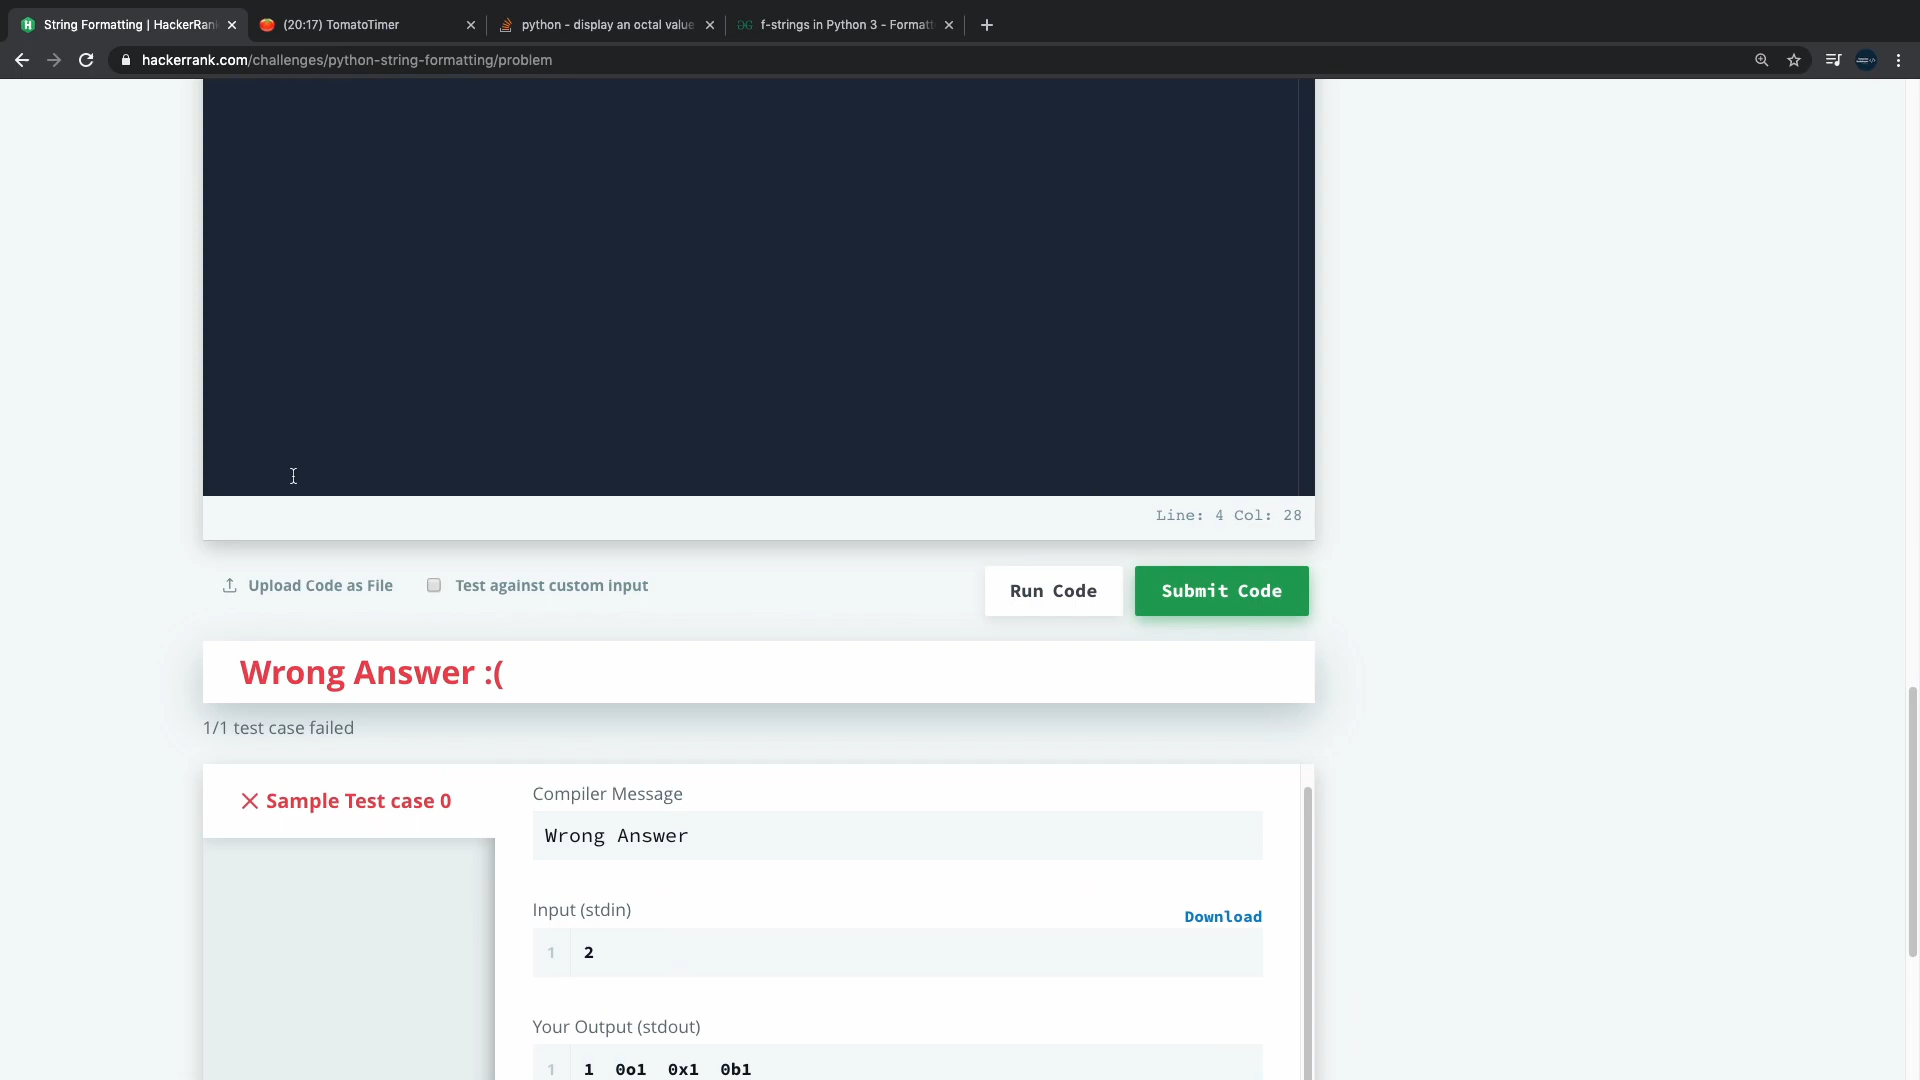 String Formatting | HackerRank
(20:17) TomatoTimer
python - display an octal value
f-strings in Python 3 - Formatt
hackerrank.com/challenges/python-string-formatting/problem
Line: 4 Col: 28
Upload Code as File
Test against custom input
Run Code
Submit Code
Wrong Answer :(
1/1 test case failed
Sample Test case 0
Compiler Message
Wrong Answer
Input (stdin)
Download
1 2
Your Output (stdout)
1 1 0o1 0x1 0b1